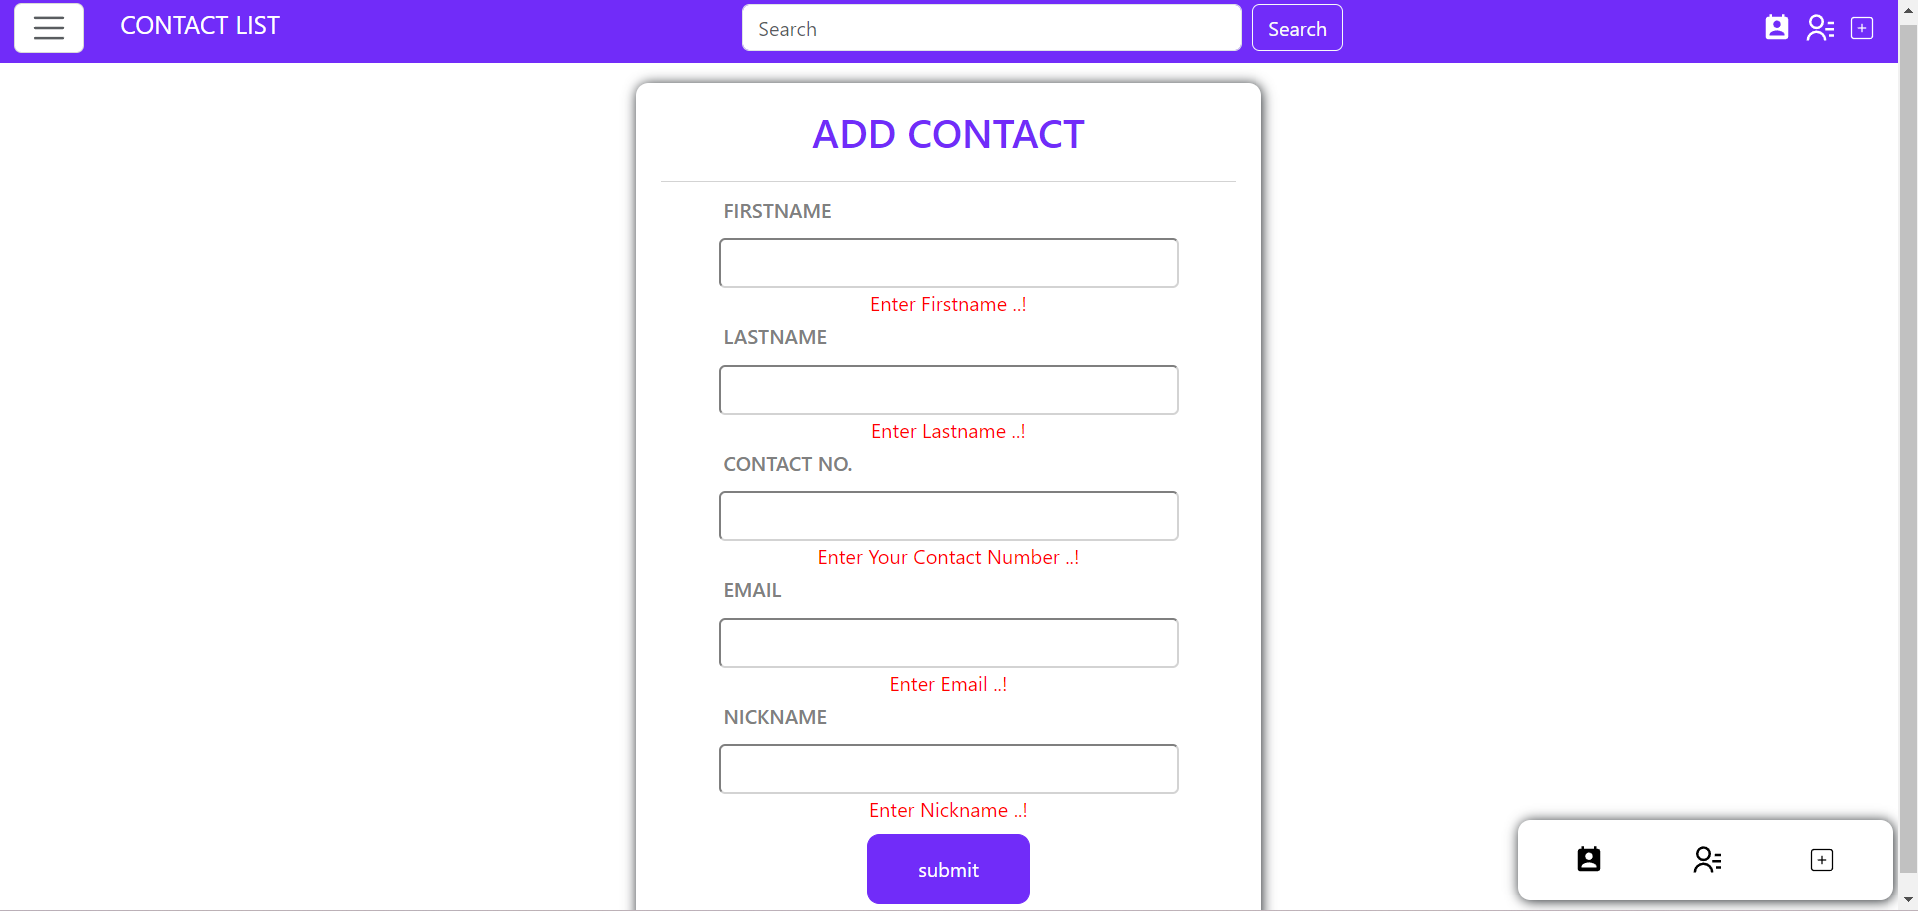 CONTACT LIST
Search
Search
ADD CONTACT
FIRSTNAME
Enter Firstname ..!
LASTNAME
Enter Lastname ..!
CONTACT NO.
Enter Your Contact Number ..!
EMAIL
Enter Email ..!
NICKNAME
Enter Nickname ..!
submit